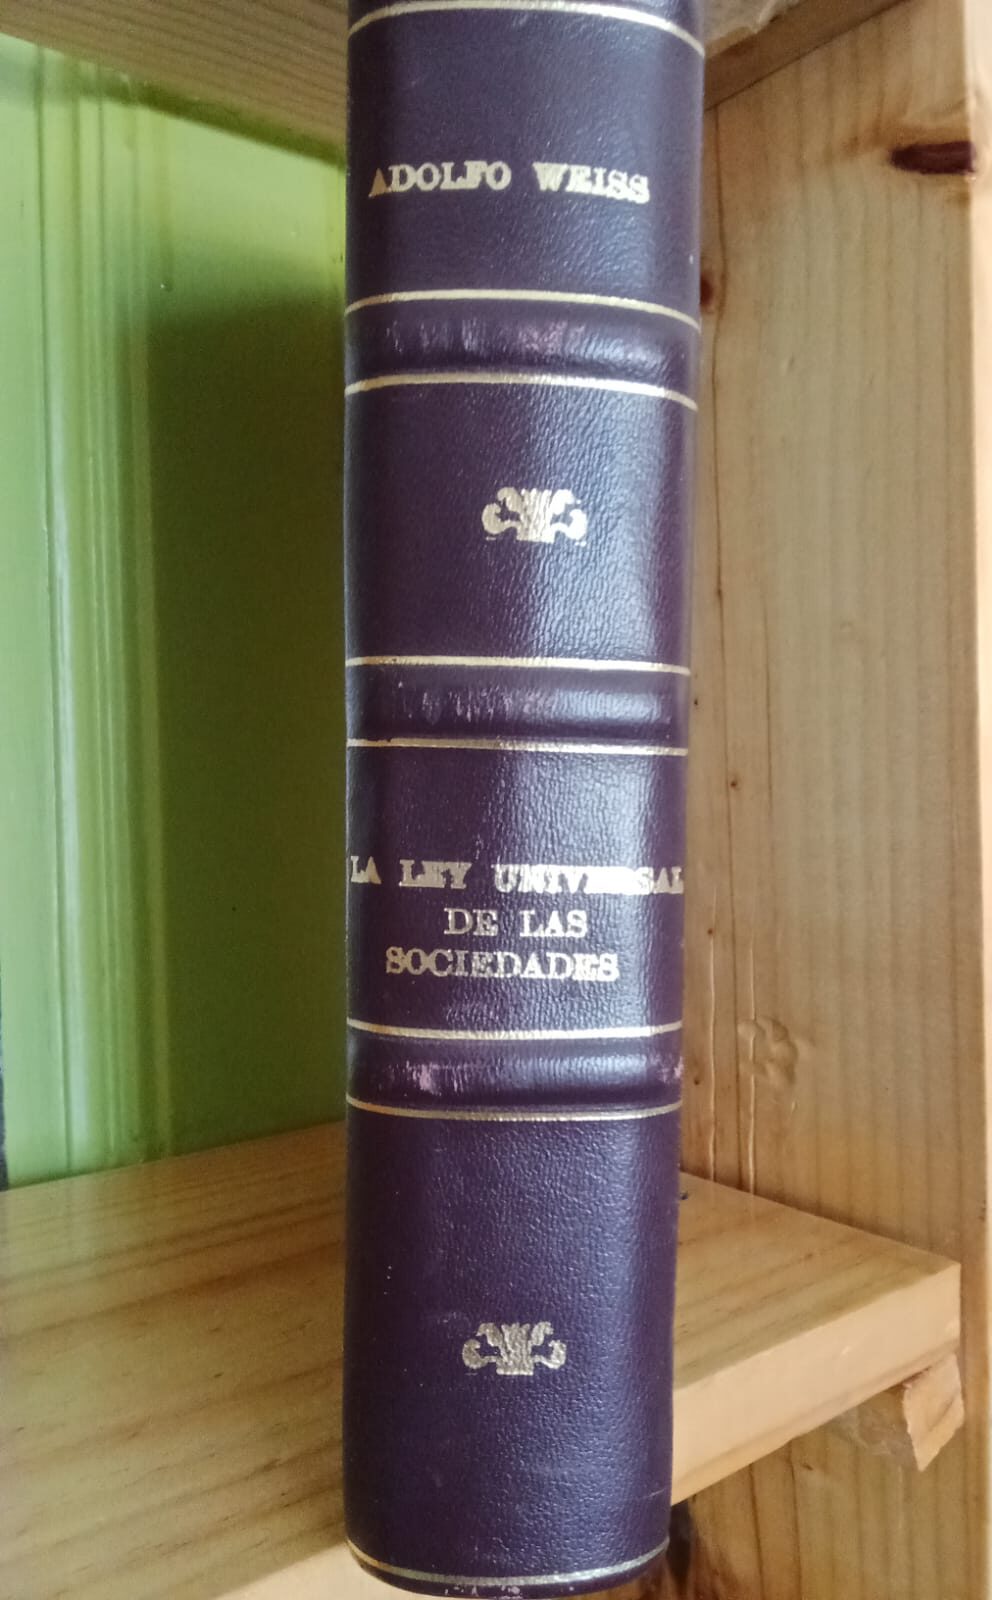 ADOLFO WEISS
LA LEY UNIVERSAL
DE LAS
SOCIEDADES